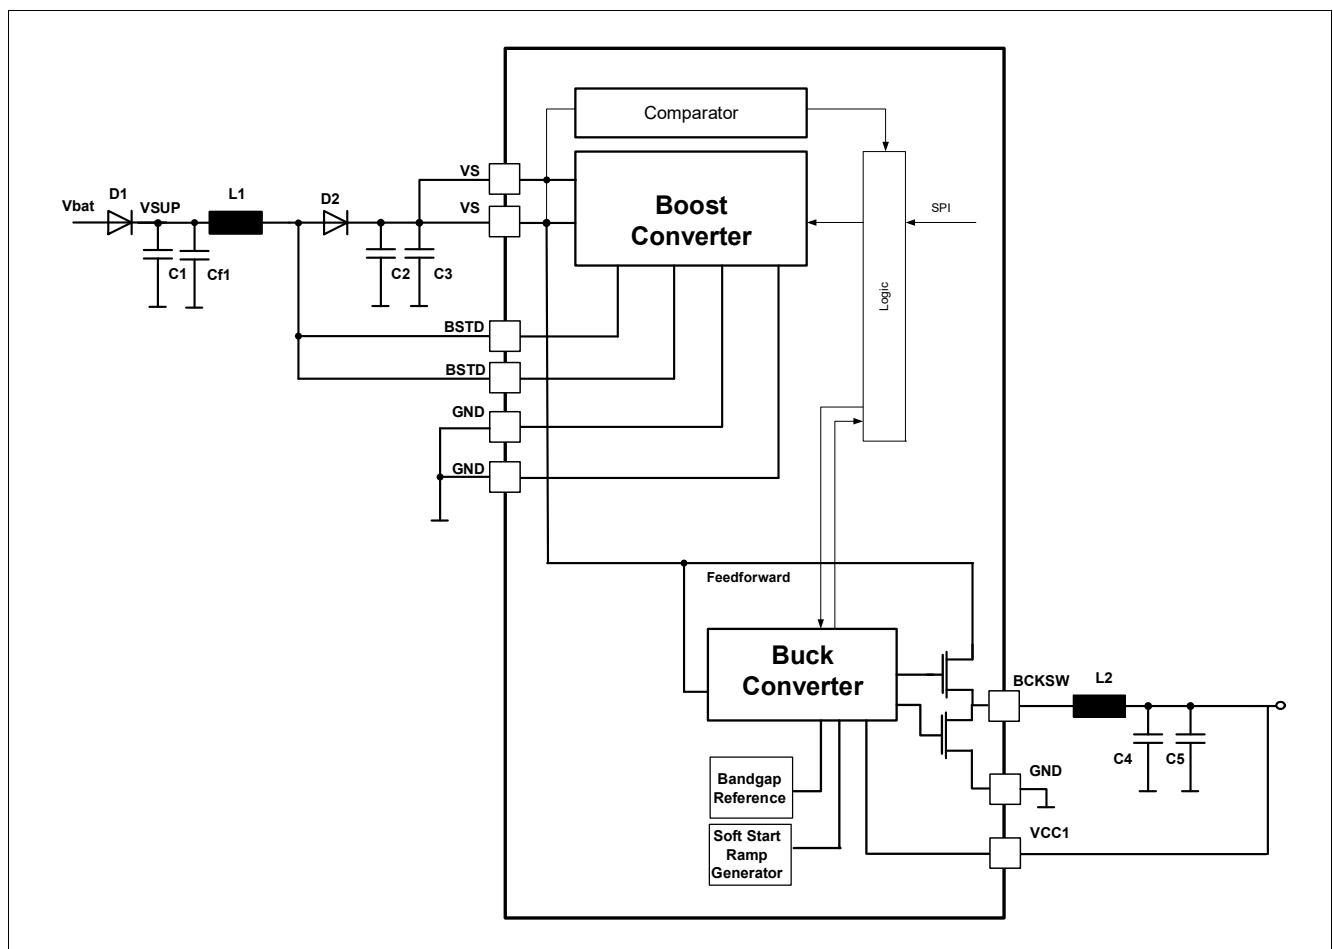 Comparator
VS
Boost
Converter
D1
L1
D2
VS
Vbat
VSUP
SPI
C1
Cf1
C2
C3
Logic
BSTD
BSTD
GND
GND
Feedforward
Buck
Converter
BCKSW
L2
C4
C5
GND
Bandgap
Reference
VCC1
Soft Start
Ramp
Generator